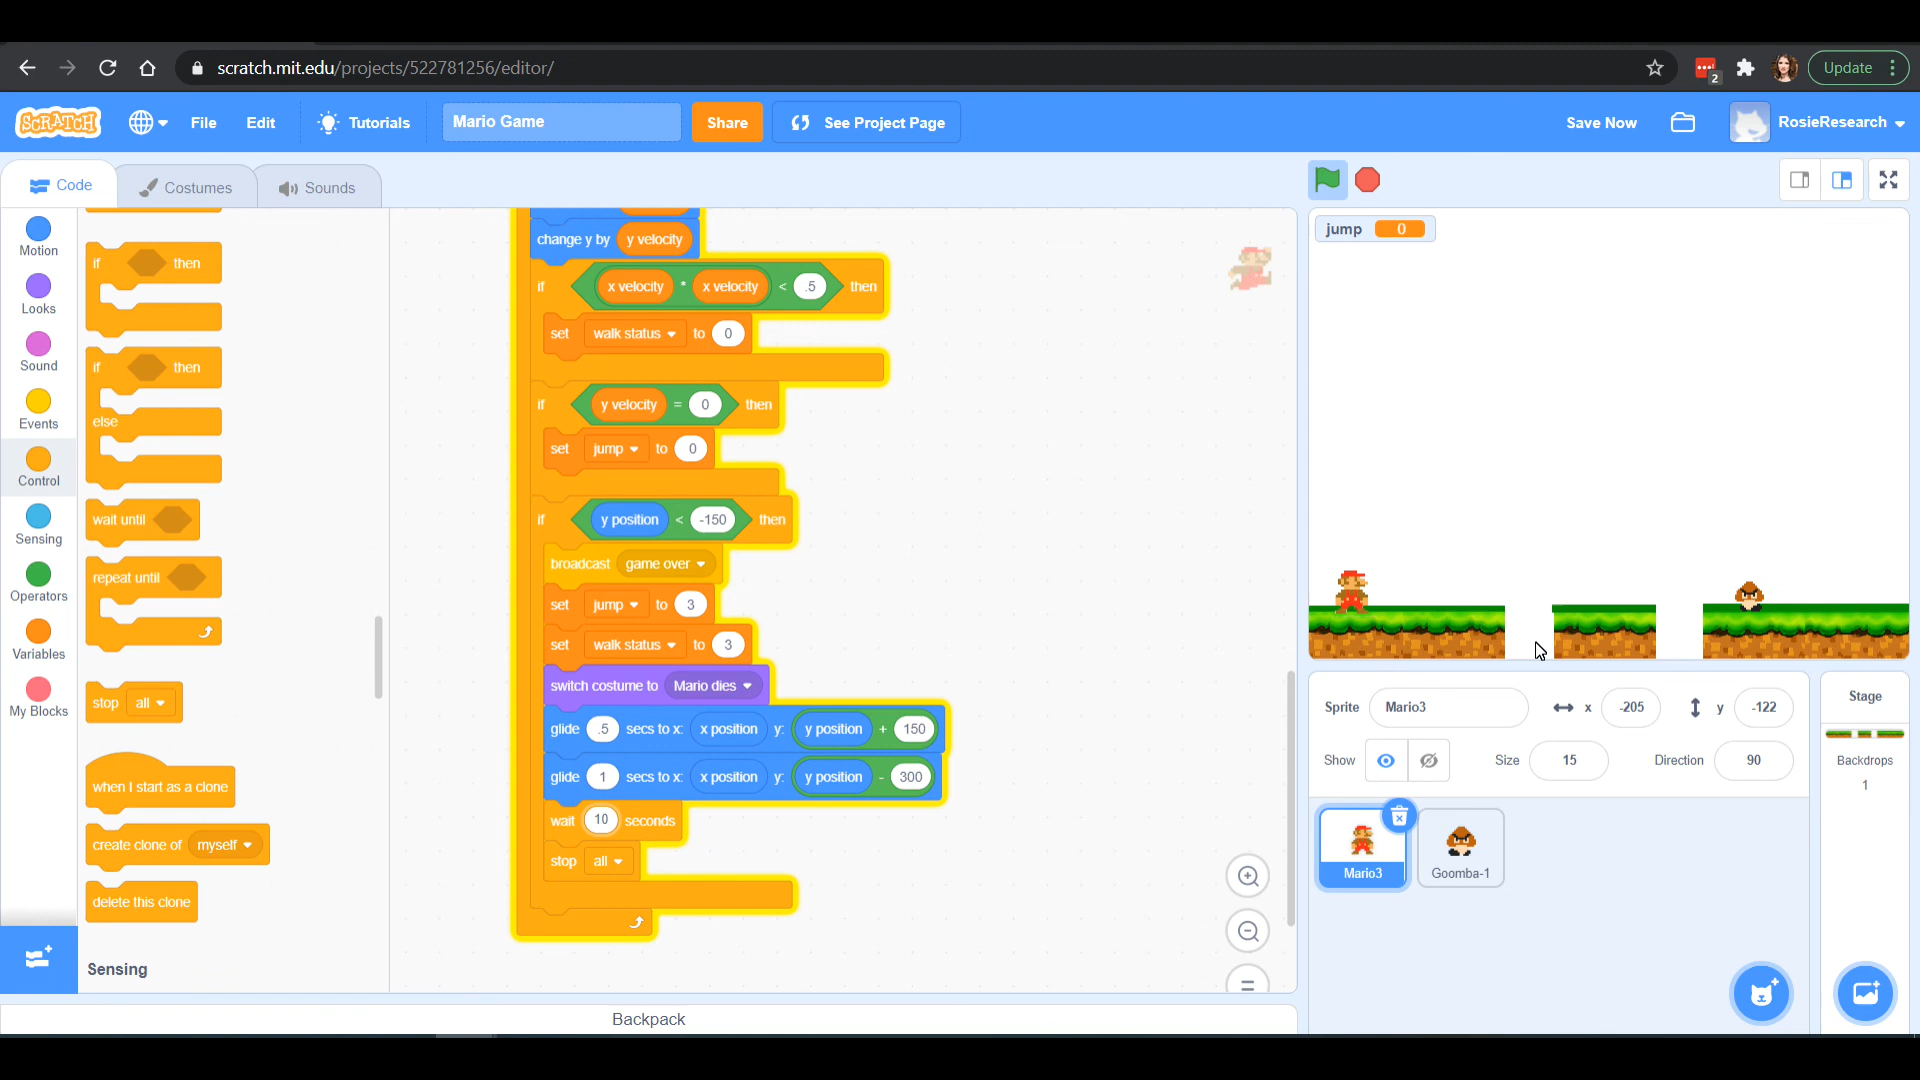 scratch.mit.edu/projects/522781256/editor/
2
Update
SCRATCH
File
Edit
Tutorials
Mario Game
Share
See Project Page
Save Now
RosieResearch
Code
Costumes
Sounds
Motion
Looks
Sound
Events
Control
Sensing
Operators
Variables
My Blocks
if then
if then
else
wait until
repeat until
stop all
when I start as a clone
create clone of myself
delete this clone
Sensing
change y by y velocity
if x velocity * x velocity < .5 then
set walk status to 0
if y velocity = 0 then
set jump to 0
if y position < -150 then
broadcast game over
set jump to 3
set walk status to 3
switch costume to Mario dies
glide .5 secs to x: x position y: y position + 150
glide 1 secs to x: x position y: y position - 300
wait 10 seconds
stop all
Backpack
jump 0
Sprite Mario3 x -205 y -122
Show Size 15 Direction 90
Mario3
Goomba-1
Stage
Backdrops
1